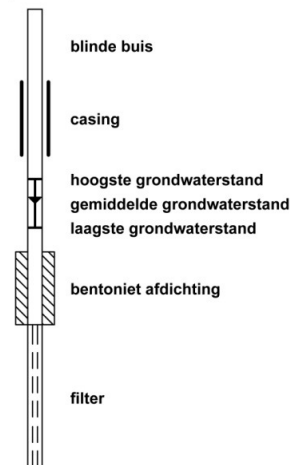 blinde buis
casing
hoogste grondwaterstand
gemiddelde grondwaterstand
laagste grondwaterstand
bentoniet afdichting
filter